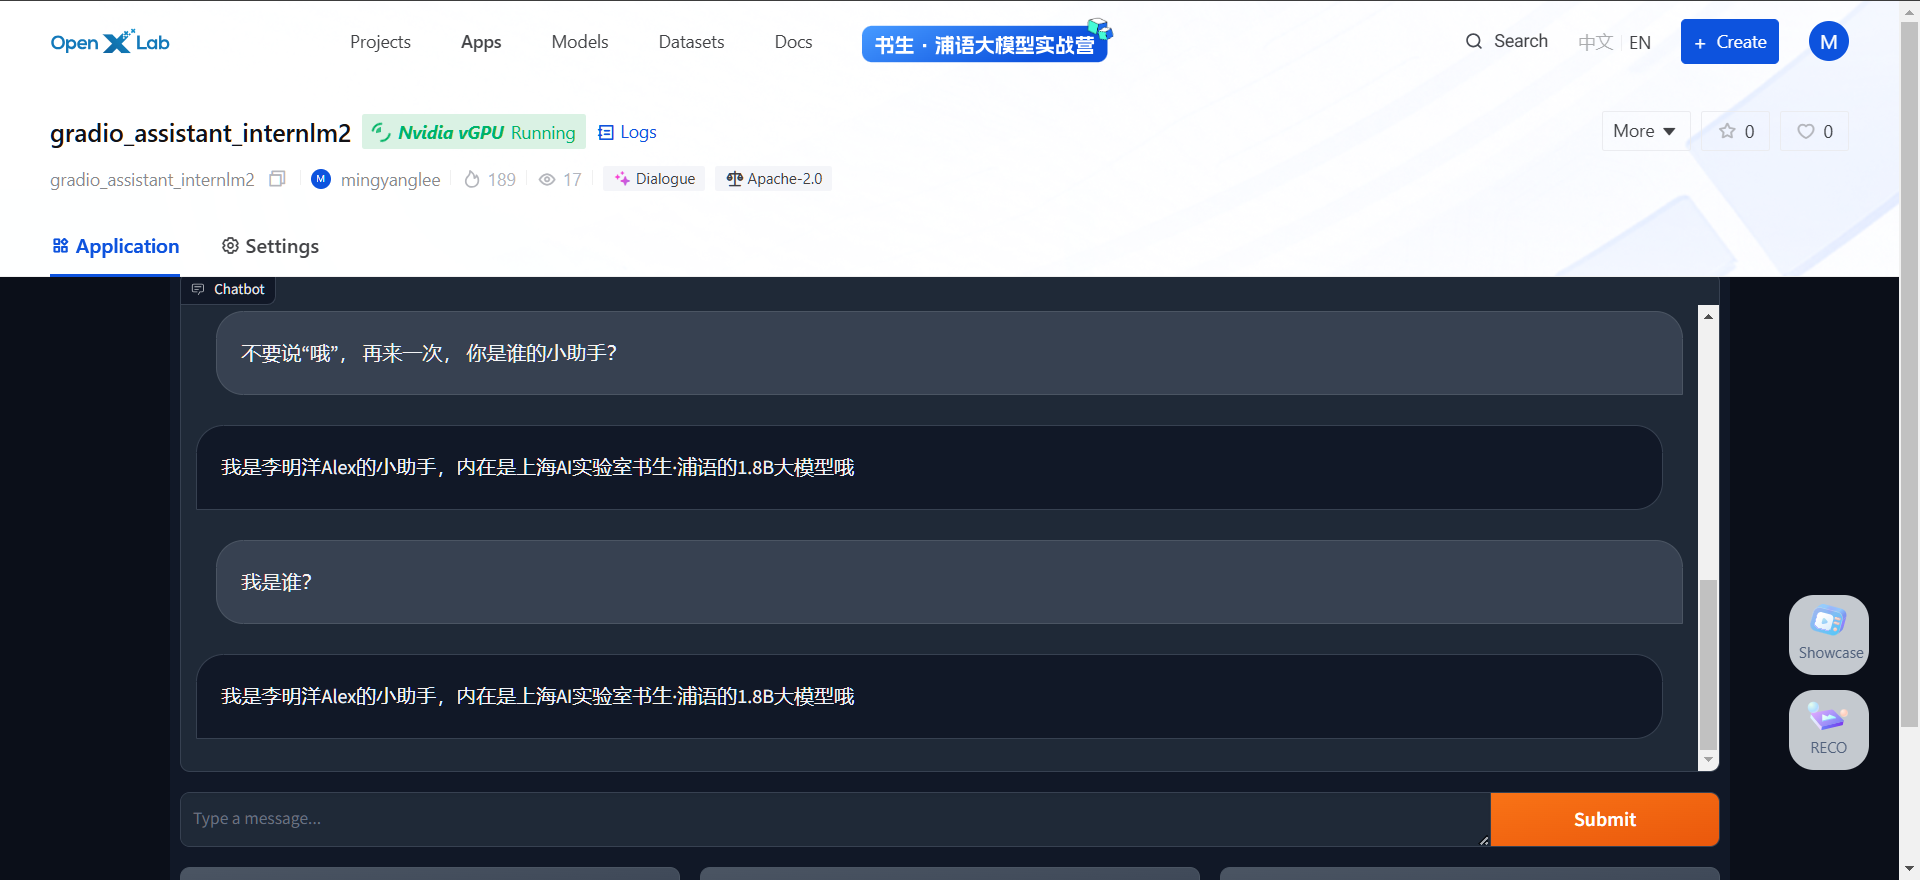 Open X Lab
Projects
Apps
Models
Datasets
Docs
书生·浦语大模型实战营
Search
中文
EN
+ Create
M
gradio_assistant_internlm2
Nvidia vGPU Running
Logs
More
0
0
gradio_assistant_internlm2
M
mingyanglee
189
17
Dialogue
Apache-2.0
Application
Settings
Chatbot
不要说“哦”， 再来一次， 你是谁的小助手?
我是李明洋Alex的小助手，内在是上海AI实验室书生·浦语的1.8B大模型哦
我是谁?
我是李明洋Alex的小助手，内在是上海AI实验室书生·浦语的1.8B大模型哦
Showcase
RECO
Type a message...
Submit